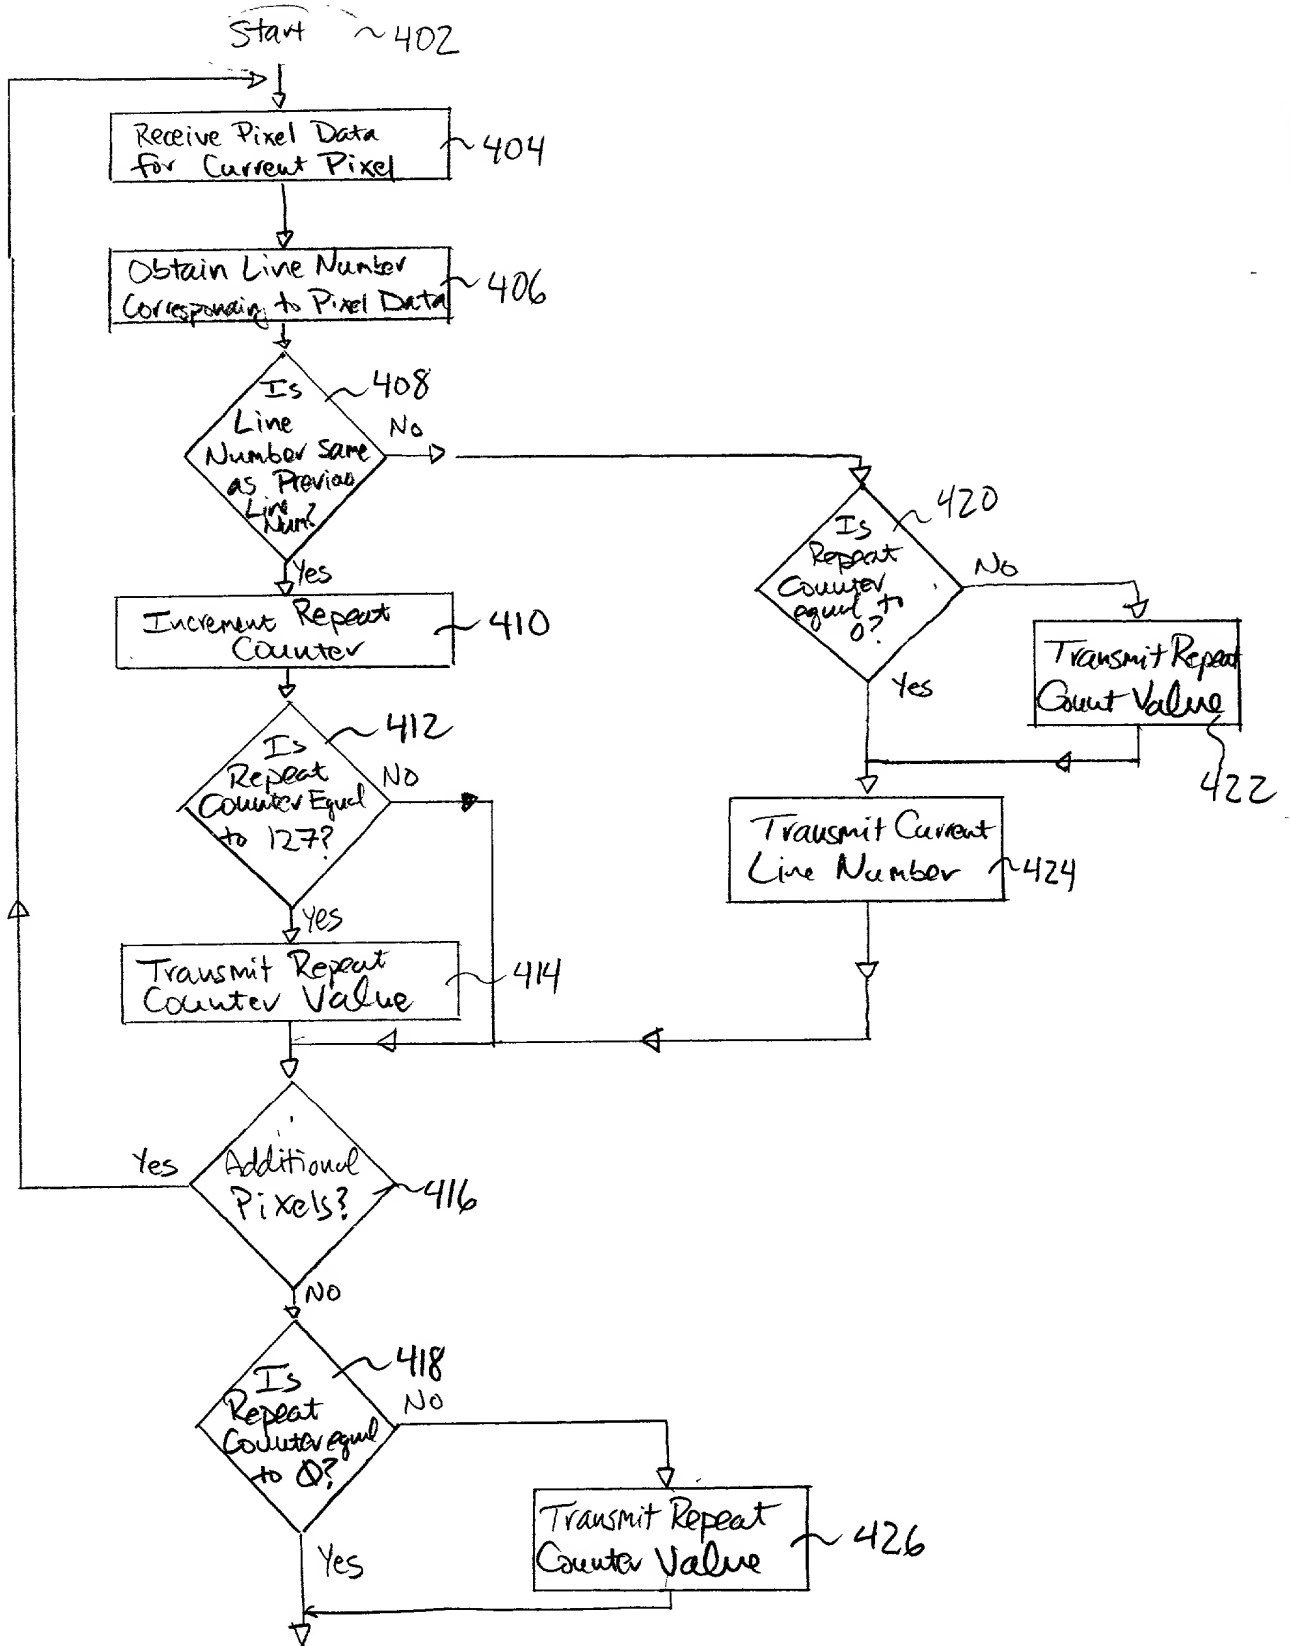 Start
402
Receive Pixel Data
for Current Pixel
404
Obtain Line Number
Corresponding to Pixel Data
406
Is
Line
Number same
as Previou
Line
Num?
408
No
Yes
Increment Repeat
Counter
410
Is
Repeat
Counter Equal
to 127?
412
No
Yes
Transmit Repeat
Counter Value
414
Is
Repeat
Counter
equal to
0?
420
No
Yes
Transmit Repeat
Count Value
422
Transmit Current
Line Number
424
Additional
Pixels?
416
Yes
No
Is
Repeat
Counter equal
to 0?
418
No
Yes
Transmit Repeat
Counter Value
426